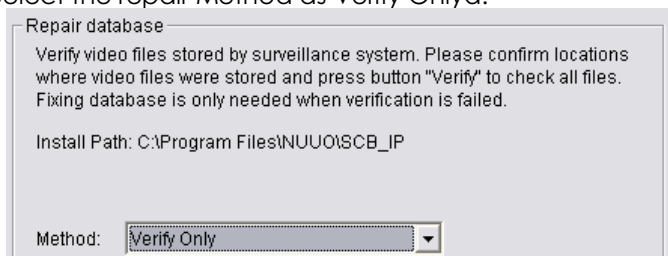 select the repair Method as Verify Onlyd.
Repair database
Verify video files stored by surveillance system. Please confirm locations
where video files were stored and press button "Verify" to check all files.
Fixing database is only needed when verification is failed.
Install Path: C:\Program Files\NUUO\SCB_IP
Method: Verify Only